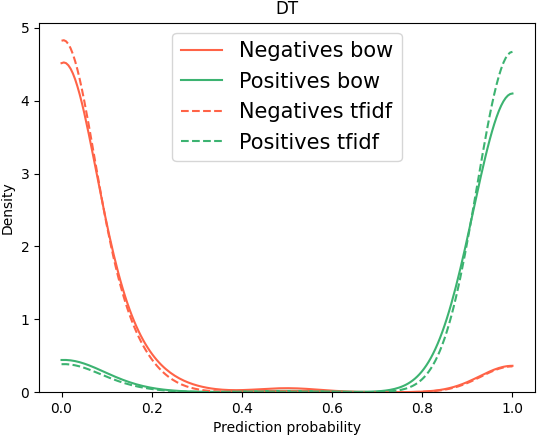 DT
Density
5
4
3
2
1
0
Negatives bow
Positives bow
Negatives tfidf
Positives tfidf
0.0 0.2 0.4 0.6 0.8 1.0
Prediction probability